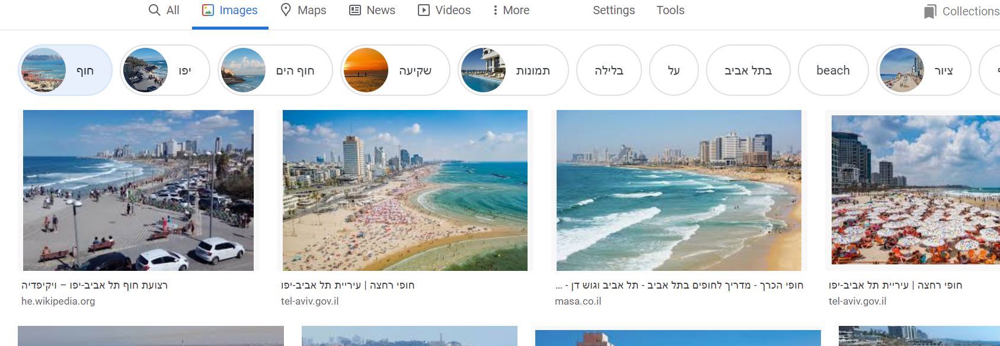 All Images Maps News Videos More Settings Tools Collections
חוף יפו חוף הים שקיעה תמונות בלילה על בתל אביב beach ציור
רצועת חוף תל אביב-יפו – ויקיפדיה
he.wikipedia.org
חופי רחצה | עיריית תל אביב-יפו
tel-aviv.gov.il
חופי הכרך - מדריך לחופים בתל אביב - תל אביב וגוש דן - ...
masa.co.il
חופי רחצה | עיריית תל אביב-יפו
tel-aviv.gov.il